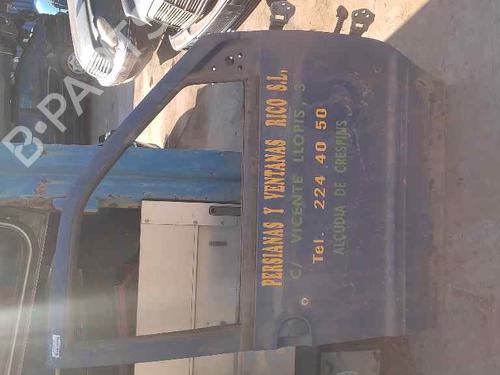 PERSIANAS Y VENTANAS RICO S.L.
C/ VICENTE LLOPIS, 3
Tel. 224 40 50
ALCUDIA DE CRESPINS
B-PARTS